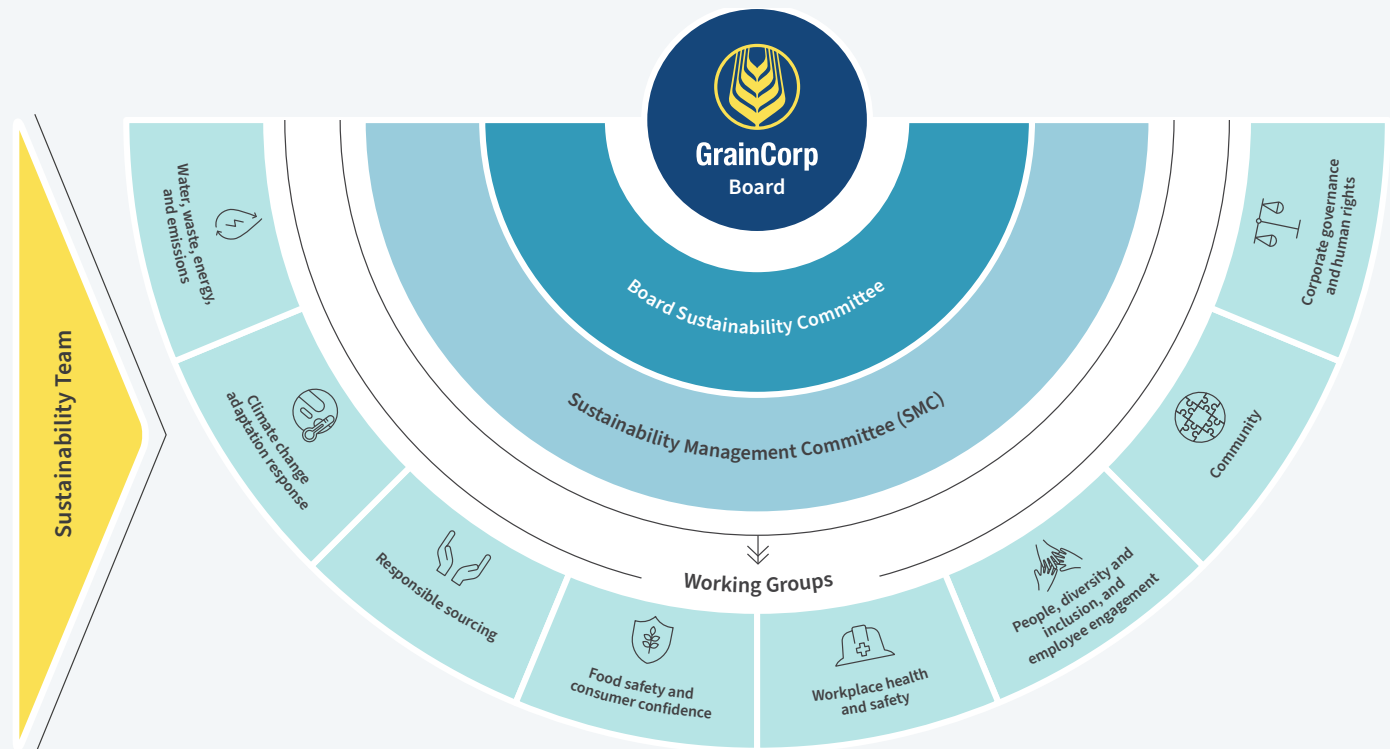 GrainCorp
Board
Board Sustainability Committee
Sustainability Management Committee (SMC)
Working Groups
Sustainability Team
Water, waste, energy,
and emissions
Climate change
adaptation response
Responsible sourcing
Food safety and
consumer confidence
Workplace health
and safety
People, diversity and
inclusion, and
employee engagement
Community
Corporate governance
and human rights